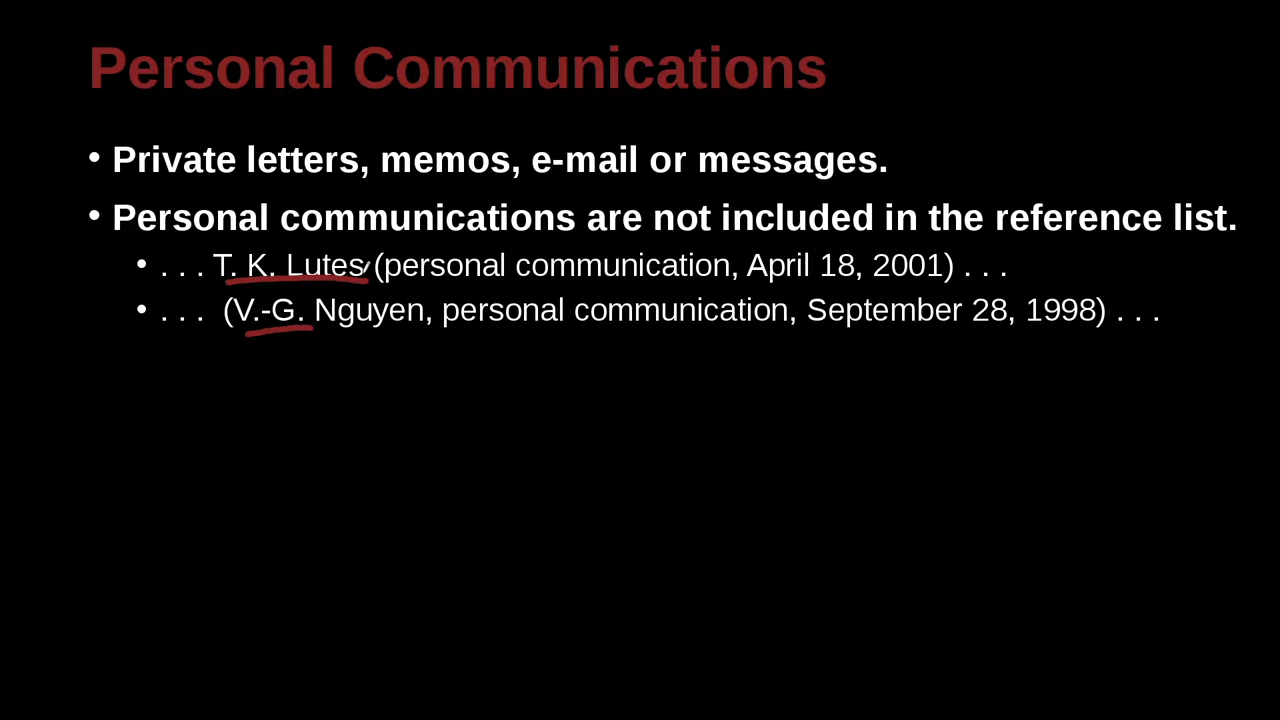 Personal Communications
• Private letters, memos, e-mail or messages.
• Personal communications are not included in the reference list.
• . . . T. K. Lutes (personal communication, April 18, 2001) . . .
• . . . (V.-G. Nguyen, personal communication, September 28, 1998) . . .